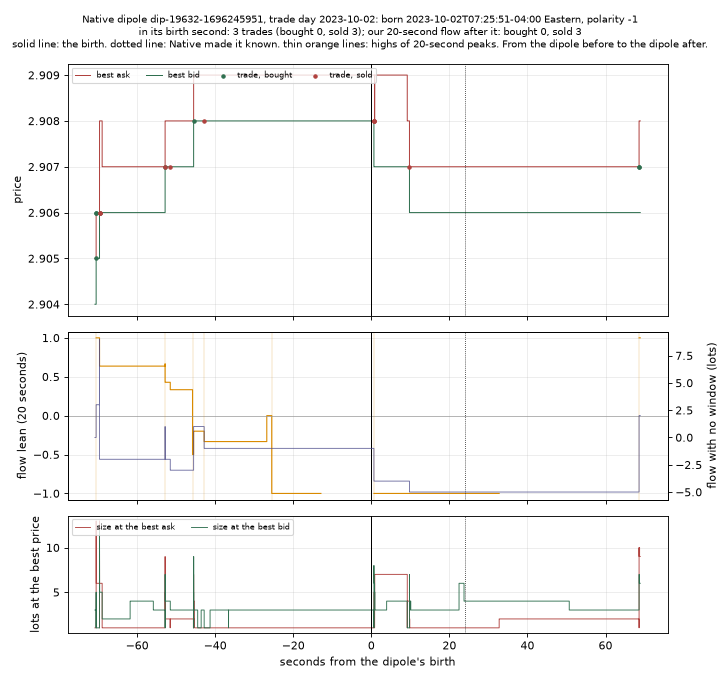 Native dipole dip-19632-1696245951, trade day 2023-10-02: born 2023-10-02T07:25:51-04:00 Eastern, polarity -1
in its birth second: 3 trades (bought 0, sold 3); our 20-second flow after it: bought 0, sold 3
solid line: the birth. dotted line: Native made it known. thin orange lines: highs of 20-second peaks. From the dipole before to the dipole after.
best ask best bid trade, bought trade, sold
2.909
2.908
2.907
2.906
2.905
2.904
price
1.0
0.5
0.0
−0.5
−1.0
flow lean (20 seconds)
7.5
5.0
2.5
0.0
−2.5
−5.0
flow with no window (lots)
size at the best ask size at the best bid
10
5
lots at the best price
−60 −40 −20 0 20 40 60
seconds from the dipole's birth